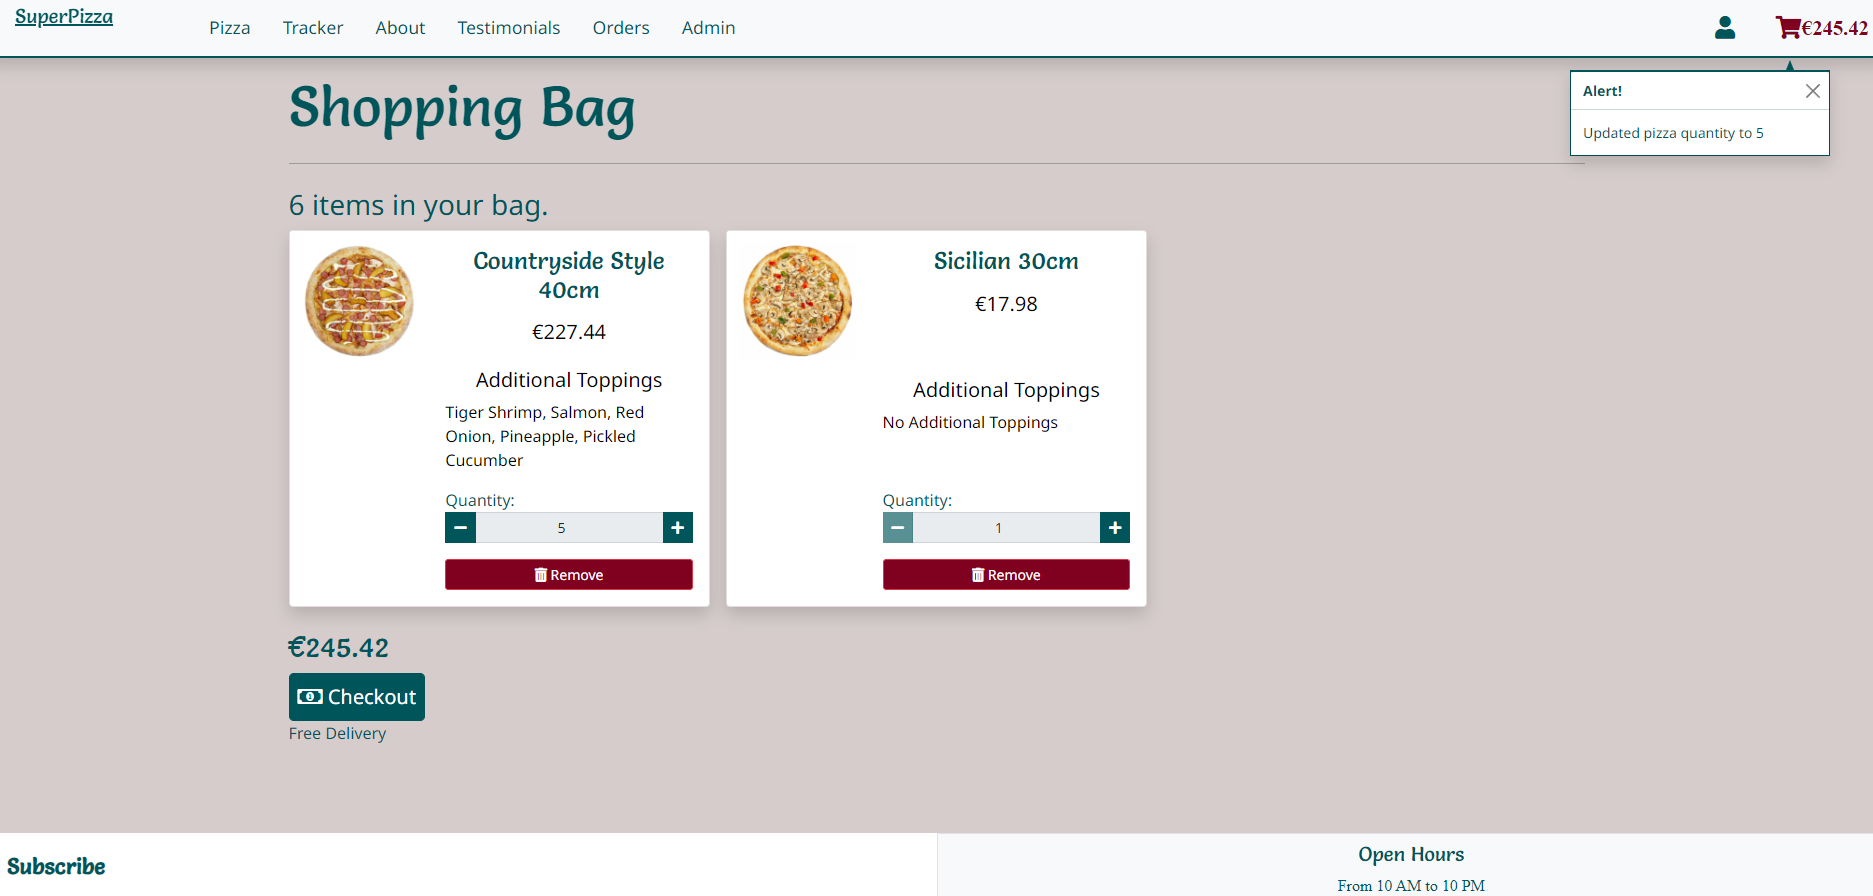 SuperPizza
Pizza Tracker About Testimonials Orders Admin
€245.42
Alert!
Updated pizza quantity to 5
Shopping Bag
6 items in your bag.
Countryside Style
40cm
€227.44
Additional Toppings
Tiger Shrimp, Salmon, Red
Onion, Pineapple, Pickled
Cucumber
Quantity:
5
Remove
Sicilian 30cm
€17.98
Additional Toppings
No Additional Toppings
Quantity:
1
Remove
€245.42
Checkout
Free Delivery
Subscribe
Open Hours
From 10 AM to 10 PM